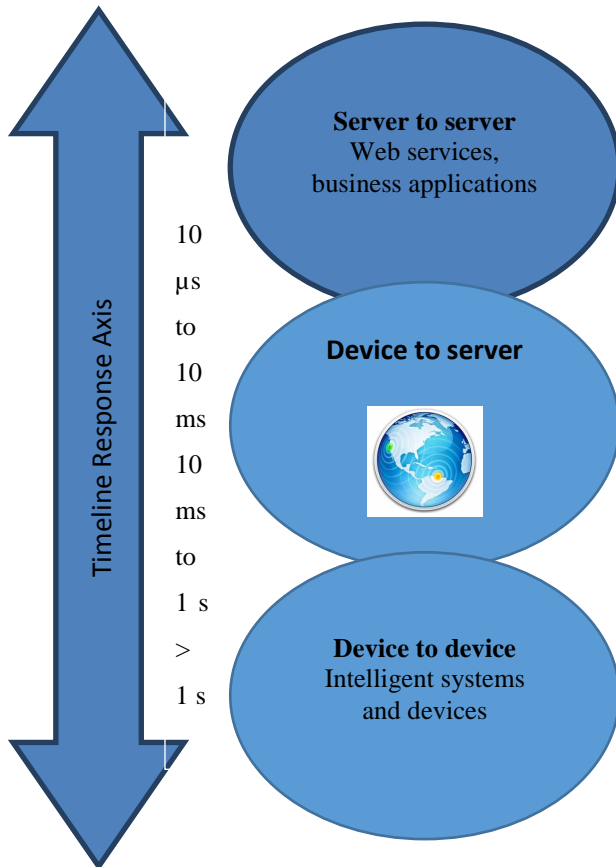 Timeline Response Axis
10
µs
to
10
ms
10
ms
to
1 s
>
1 s
Server to server
Web services,
business applications
Device to server
Device to device
Intelligent systems
and devices